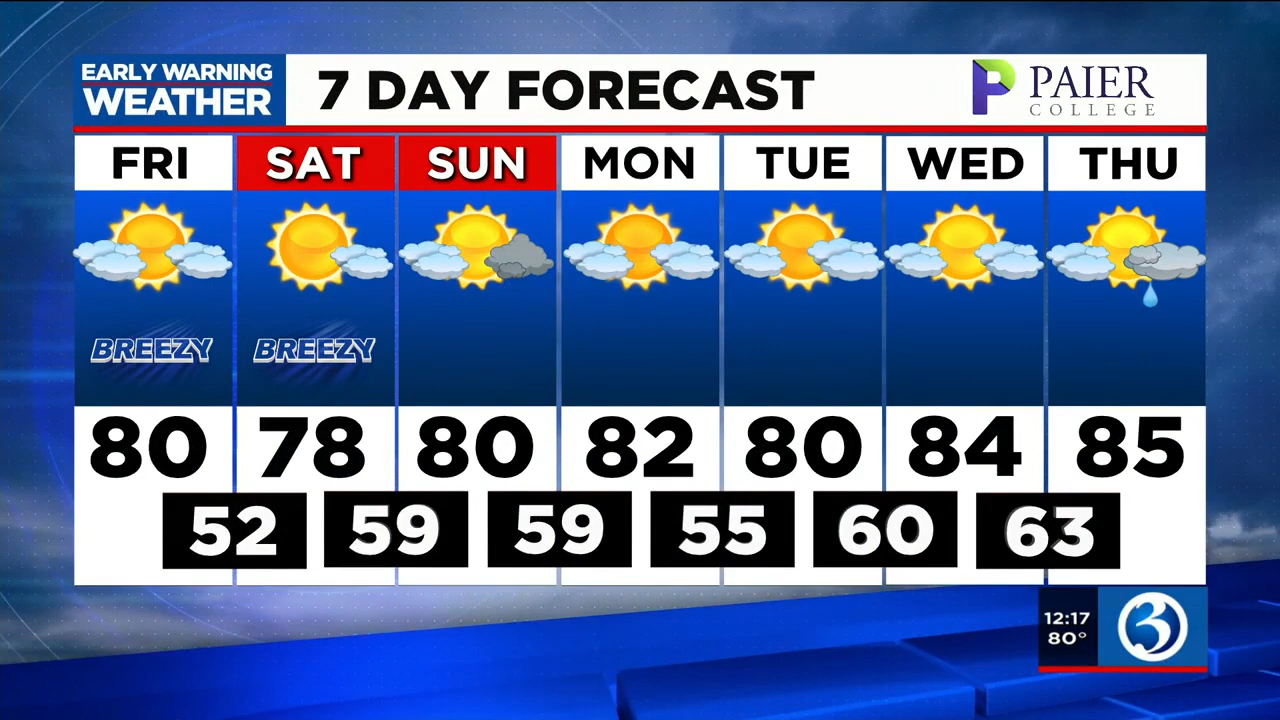 EARLY WARNING
WEATHER
7 DAY FORECAST
PAIER
COLLEGE
FRI SAT SUN MON TUE WED THU
BREEZY BREEZY
80 78 80 82 80 84 85
52 59 59 55 60 63
12:17
80°
3